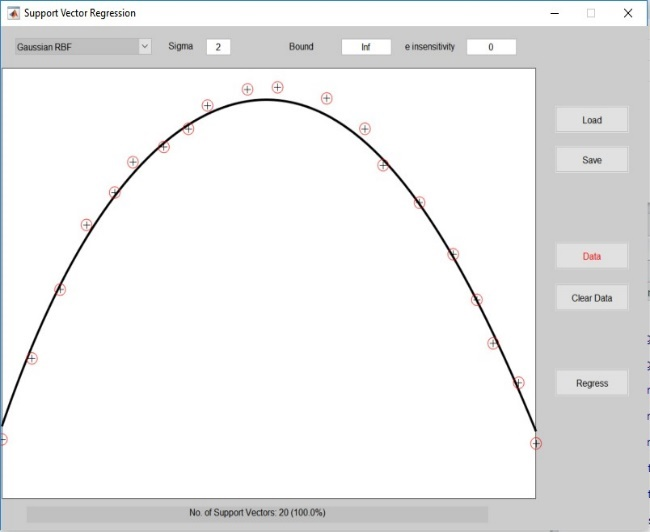 Support Vector Regression
Gaussian RBF Sigma 2 Bound Inf e insensitivity 0
Load
Save
Data
Clear Data
Regress
No. of Support Vectors: 20 (100.0%)